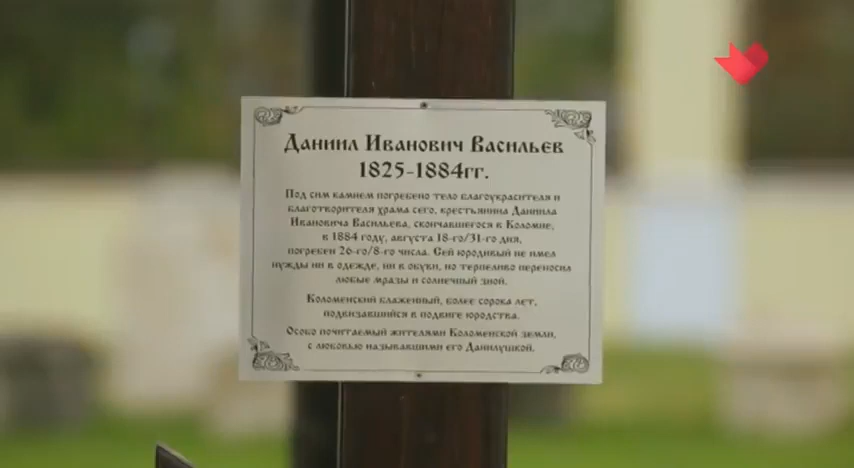 Даниил Иванович Васильев
1825-1884гг.
Под сим камнем погребено тело благоукрасителя и
благотворителя храма сего, крестьянина Даниила
Ивановича Васильева, скончавшегося в Коломне,
в 1884 году, августа 18-го/31-го дня,
погребен 26-го/8-го числа. Сей юродивый не имел
нужды ни в одежде, ни в обуви, но терпеливо переносил
любые мразы и солнечный зной.
Коломенский блаженный, более сорока лет,
подвизавшийся в подвиге юродства.
Особо почитаемый жителями Коломенской земли,
с любовью называвшими его Данилушкой.